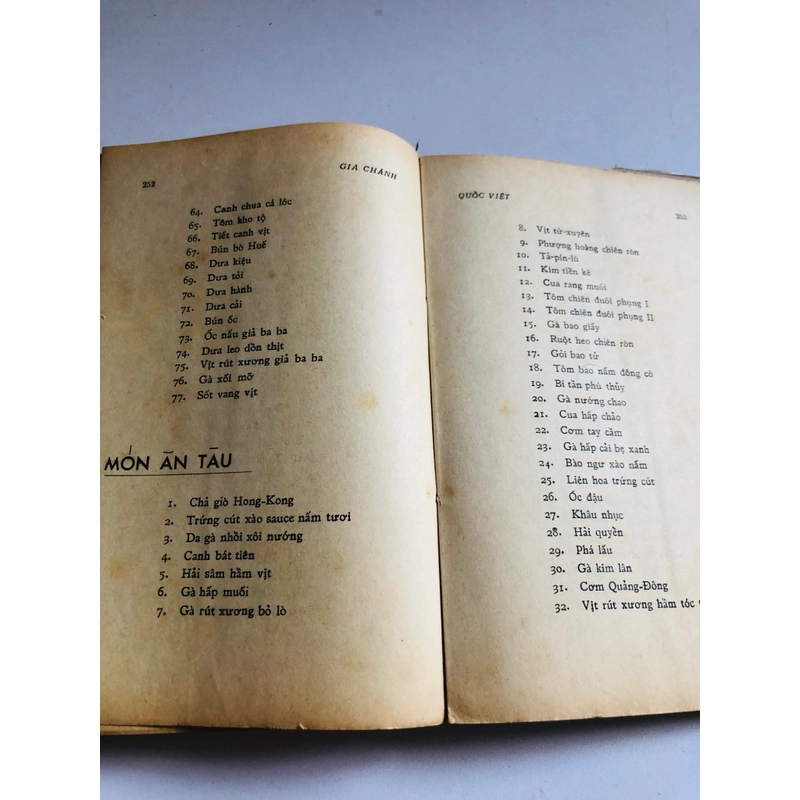 252
GIA CHÁNH
64. Canh chua cá lóc
65. Tôm kho tộ
66. Tiết canh vịt
67. Bún bò Huế
68. Dưa kiệu
69. Dưa tỏi
70. Dưa hành
71. Dưa cải
72. Bún ốc
73. Ốc nấu giả ba ba
74. Dưa leo dồn thịt
75. Vịt rút xương giả ba ba
76. Gà xối mỡ
77. Sốt vang vịt
MÓN ĂN TÀU
1. Chả giò Hong-Kong
2. Trứng cút xào sauce nấm tươi
3. Da gà nhồi xôi nướng
4. Canh bát tiên
5. Hải sâm hầm vịt
6. Gà hấp muối
7. Gà rút xương bỏ lò
QUỐC VIỆT
253
8. Vịt tứ-xuyên
9. Phượng hoàng chiên ròn
10. Tả-pín-lù
11. Kim tiền kê
12. Cua rang muối
13. Tôm chiên đuôi phụng I
14. Tôm chiên đuôi phụng II
15. Gà bao giấy
16. Ruột heo chiên ròn
17. Gỏi bao tử
18. Tôm bao nấm đông cô
19. Bí tần phù thủy
20. Gà nướng chao
21. Cua hấp chảo
22. Cơm tay cầm
23. Gà hấp cải bẹ xanh
24. Bào ngư xào nấm
25. Liên hoa trứng cút
26. Ốc đậu
27. Khâu nhục
28. Hải quyền
29. Phá lấu
30. Gà kim lân
31. Cơm Quảng-Đông
32. Vịt rút xương hầm tóc